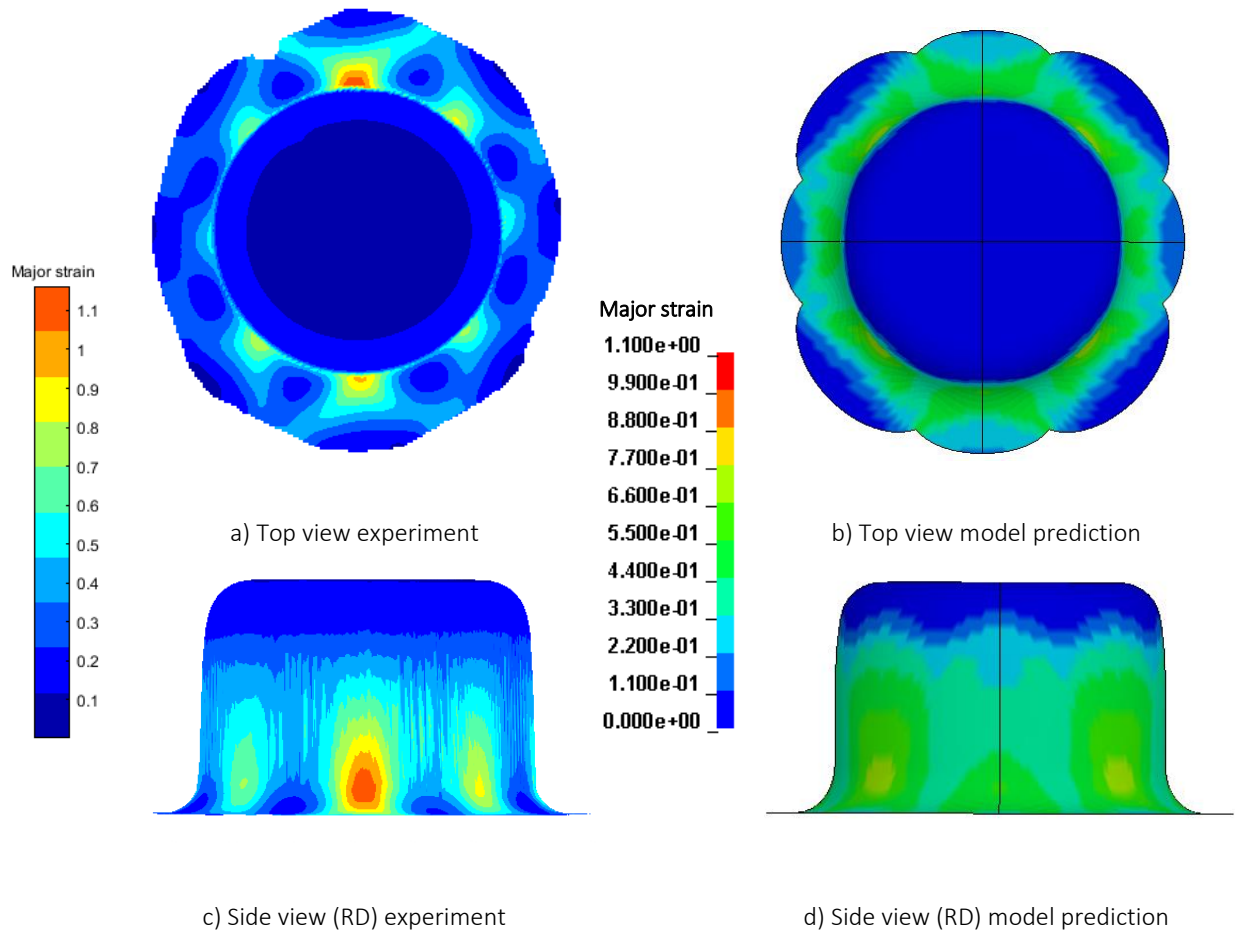 Major strain
1.1
1
0.9
0.8
0.7
0.6
0.5
0.4
0.3
0.2
0.1
Major strain
1.100e+00
9.900e-01
8.800e-01
7.700e-01
6.600e-01
5.500e-01
4.400e-01
3.300e-01
2.200e-01
1.100e-01
0.000e+00
a) Top view experiment
b) Top view model prediction
c) Side view (RD) experiment
d) Side view (RD) model prediction